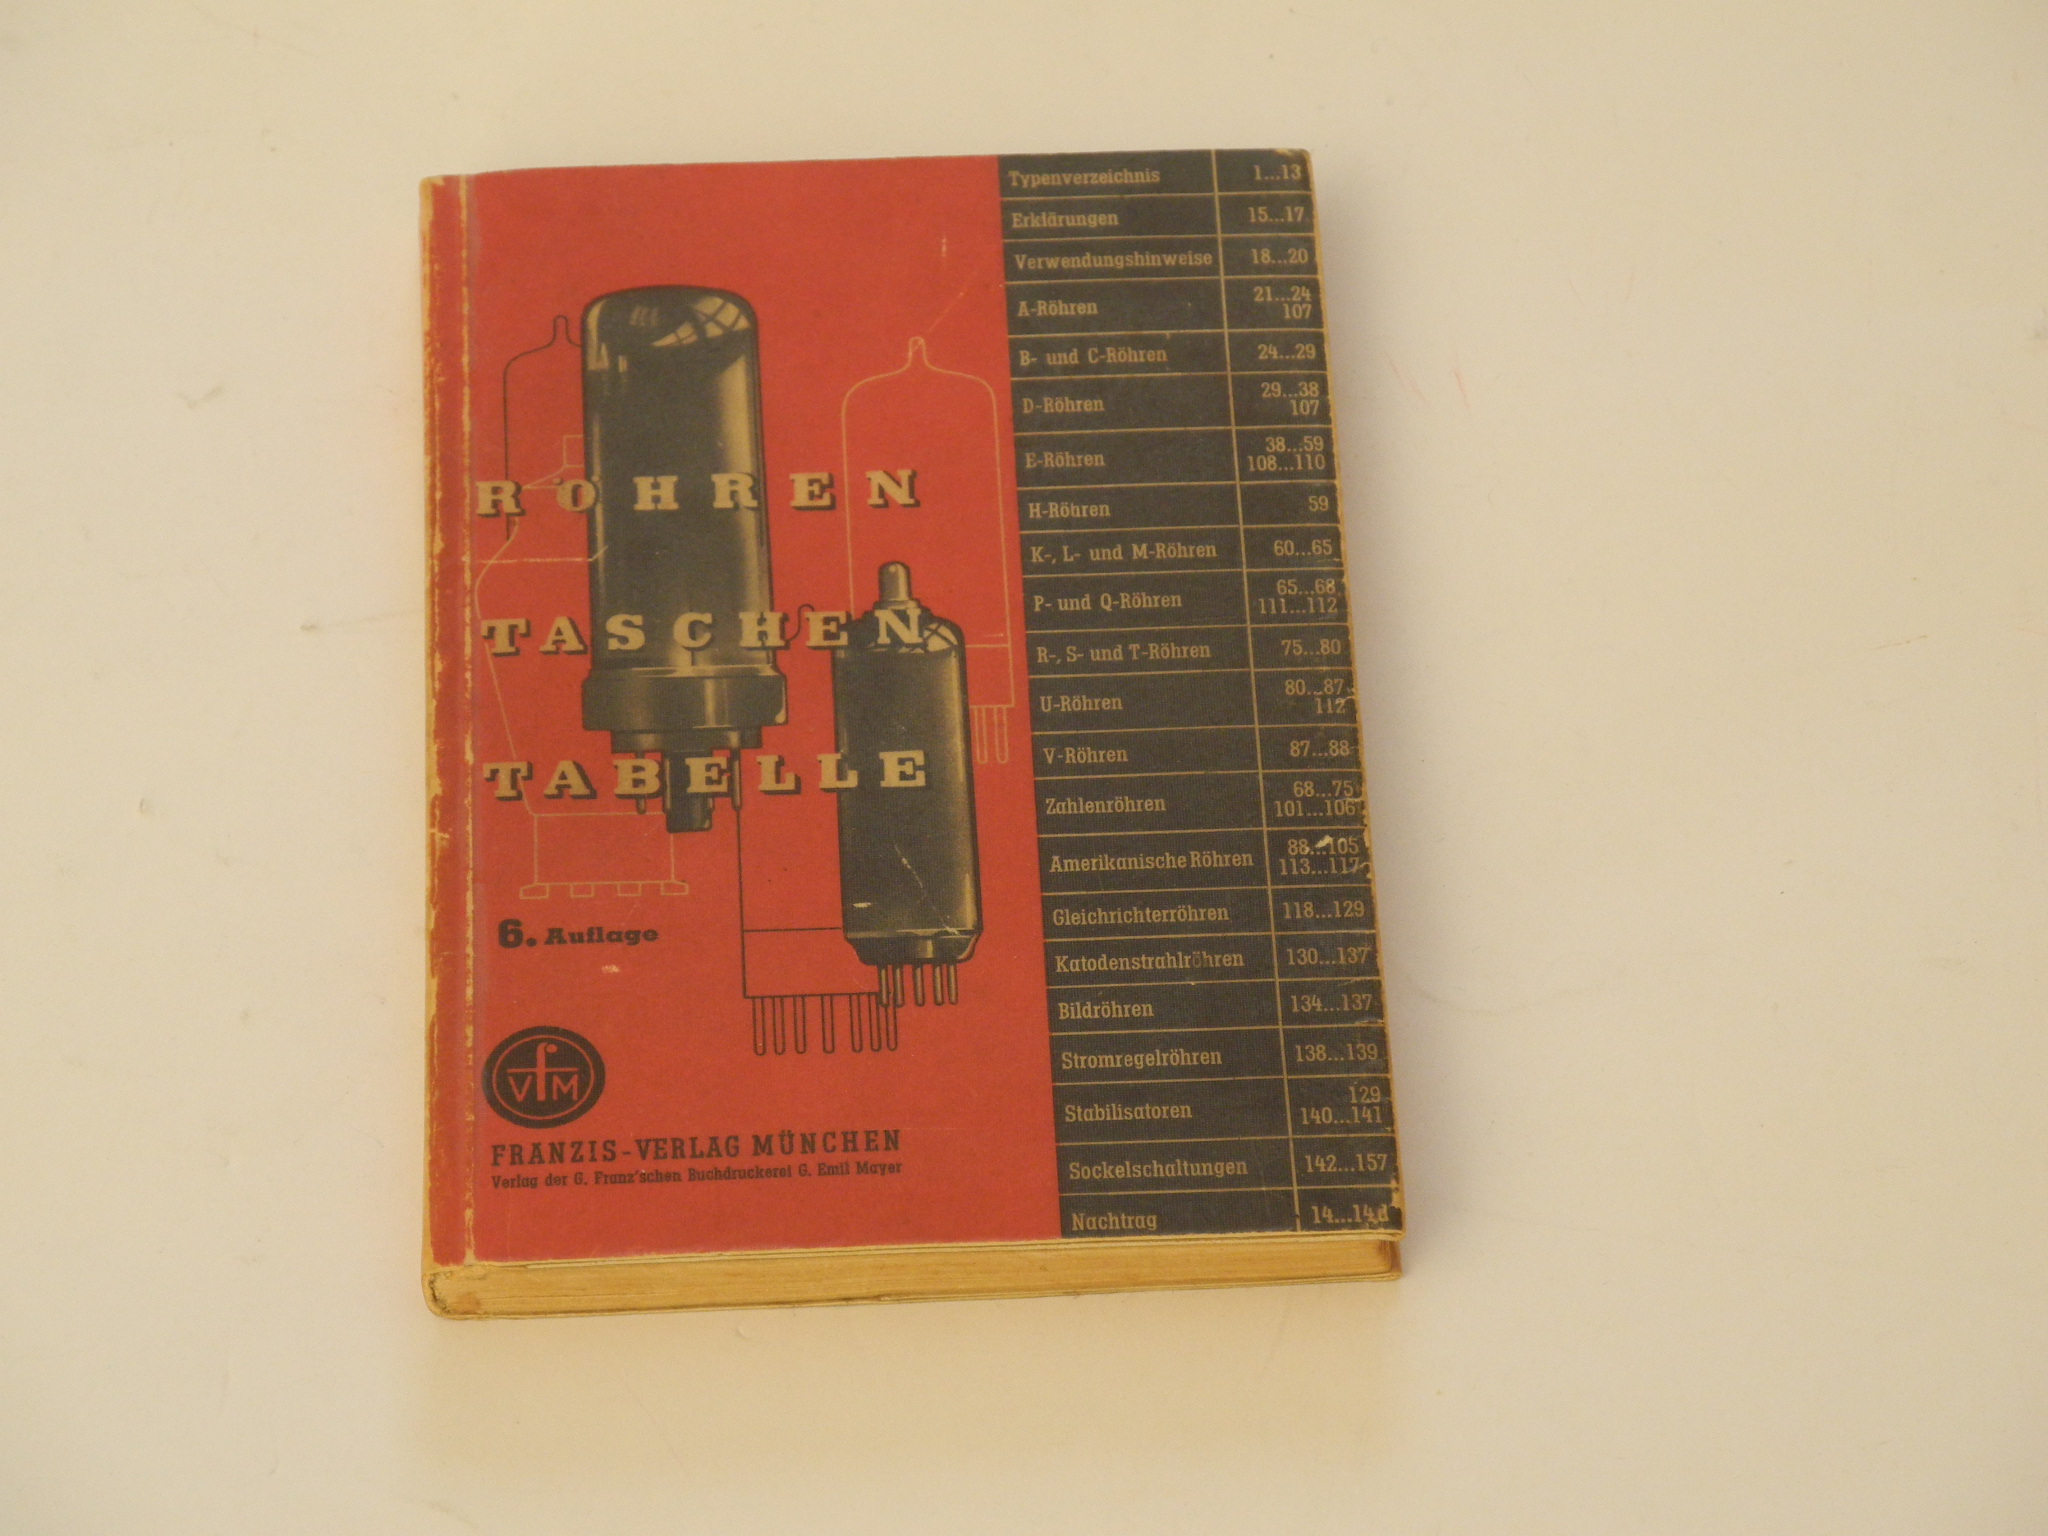 RÖHREN
TASCHEN
TABELLE
6. Auflage
VfM
FRANZIS-VERLAG MÜNCHEN
Verlag der G. Franz'schen Buchdruckerei G. Emil Mayer
Typenverzeichnis 1...13
Erklärungen 15...17
Verwendungshinweise 18...20
A-Röhren 21...24
107
B- und C-Röhren 24...29
D-Röhren 29...38
107
E-Röhren 38...59
108...110
H-Röhren 59
K-, L- und M-Röhren 60...65
P- und Q-Röhren 65...68
111...112
R-, S- und T-Röhren 75...80
U-Röhren 80...87
112
V-Röhren 87...88
Zahlenröhren 68...75
101...106
Amerikanische Röhren 88...105
113...117
Gleichrichterröhren 118...129
Katodenstrahlröhren 130...137
Bildröhren 134...137
Stromregelröhren 138...139
Stabilisatoren 129
140...141
Sockelschaltungen 142...157
Nachtrag 14...14d